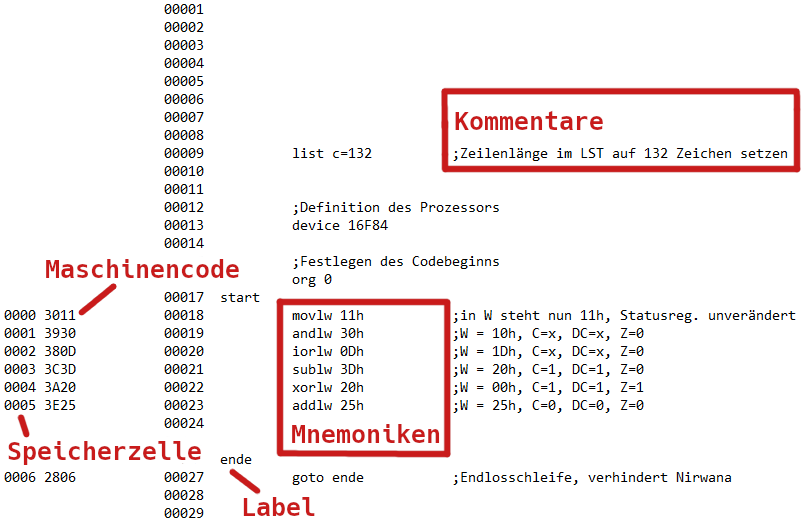 00001
00002
00003
00004
00005
00006
00007
Kommentare
00008
00009 list c=132 ;Zeilenlänge im LST auf 132 Zeichen setzen
00010
00011
00012 ;Definition des Prozessors
00013 device 16F84
00014
;Festlegen des Codebeginns
Maschinencode
org 0
00017 start
0000 3011 00018 movlw 11h ;in W steht nun 11h, Statusreg. unverändert
0001 3930 00019 andlw 30h ;W = 10h, C=x, DC=x, Z=0
0002 380D 00020 iorlw 0Dh ;W = 1Dh, C=x, DC=x, Z=0
0003 3C3D 00021 sublw 3Dh ;W = 20h, C=1, DC=1, Z=0
0004 3A20 00022 xorlw 20h ;W = 00h, C=1, DC=1, Z=1
0005 3E25 00023 addlw 25h ;W = 25h, C=0, DC=0, Z=0
00024
Mnemoniken
Speicherzelle
ende
0006 2806 00027 goto ende ;Endlosschleife, verhindert Nirwana
00028
Label
00029